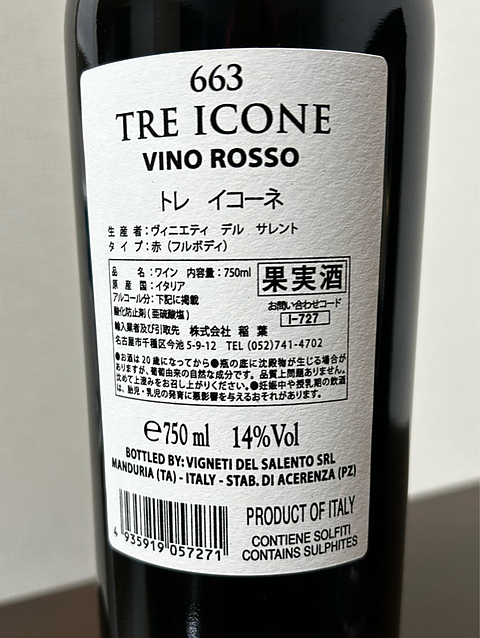 663
TRE ICONE
VINO ROSSO
トレ イコーネ
生産者：ヴィニエティ デル サレント
タイプ：赤（フルボディ）
品名：ワイン 内容量：750ml
原産国：イタリア
アルコール分：下記に掲載
酸化防止剤（亜硫酸塩）
果実酒
お問い合わせコード
I-727
輸入業者及び引取先 株式会社 稲葉
名古屋市千種区今池5-9-12 TEL (052)741-4702
●お酒は20歳になってから●瓶の底に沈殿物が生じる場合が
ありますが、葡萄由来の自然な成分です。品質上問題ありません。
沈めて上澄みをお召し上がりください。●妊娠中や授乳期の飲酒
は、胎児・乳児の発育に悪影響を与えるおそれがあります。
℮750 ml 14%Vol
BOTTLED BY: VIGNETI DEL SALENTO SRL
MANDURIA (TA) - ITALY - STAB. DI ACERENZA (PZ)
4 935919 057271
PRODUCT OF ITALY
CONTIENE SOLFITI
CONTAINS SULPHITES